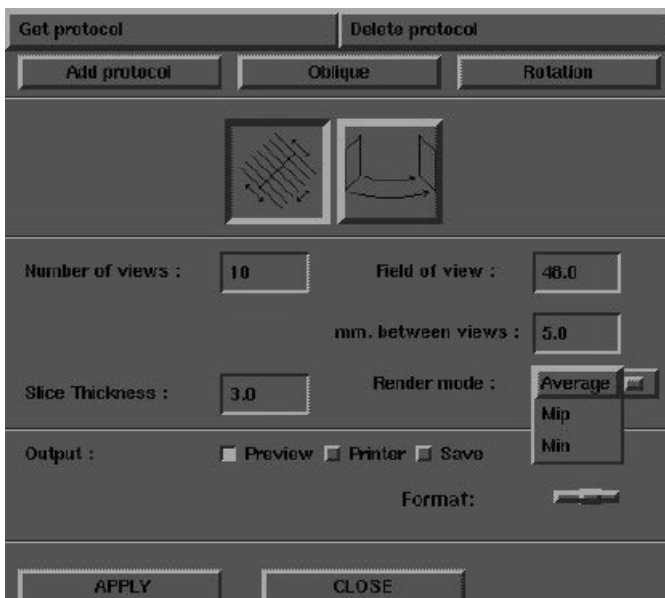 Get protocol Delete protocol
Add protocol Oblique Rotation
Number of views : 10 Field of view : 46.0
mm. between views : 5.0
Slice Thickness : 3.0 Render mode : Average
Mip
Min
Output : Preview Printer Save
Format:
APPLY CLOSE